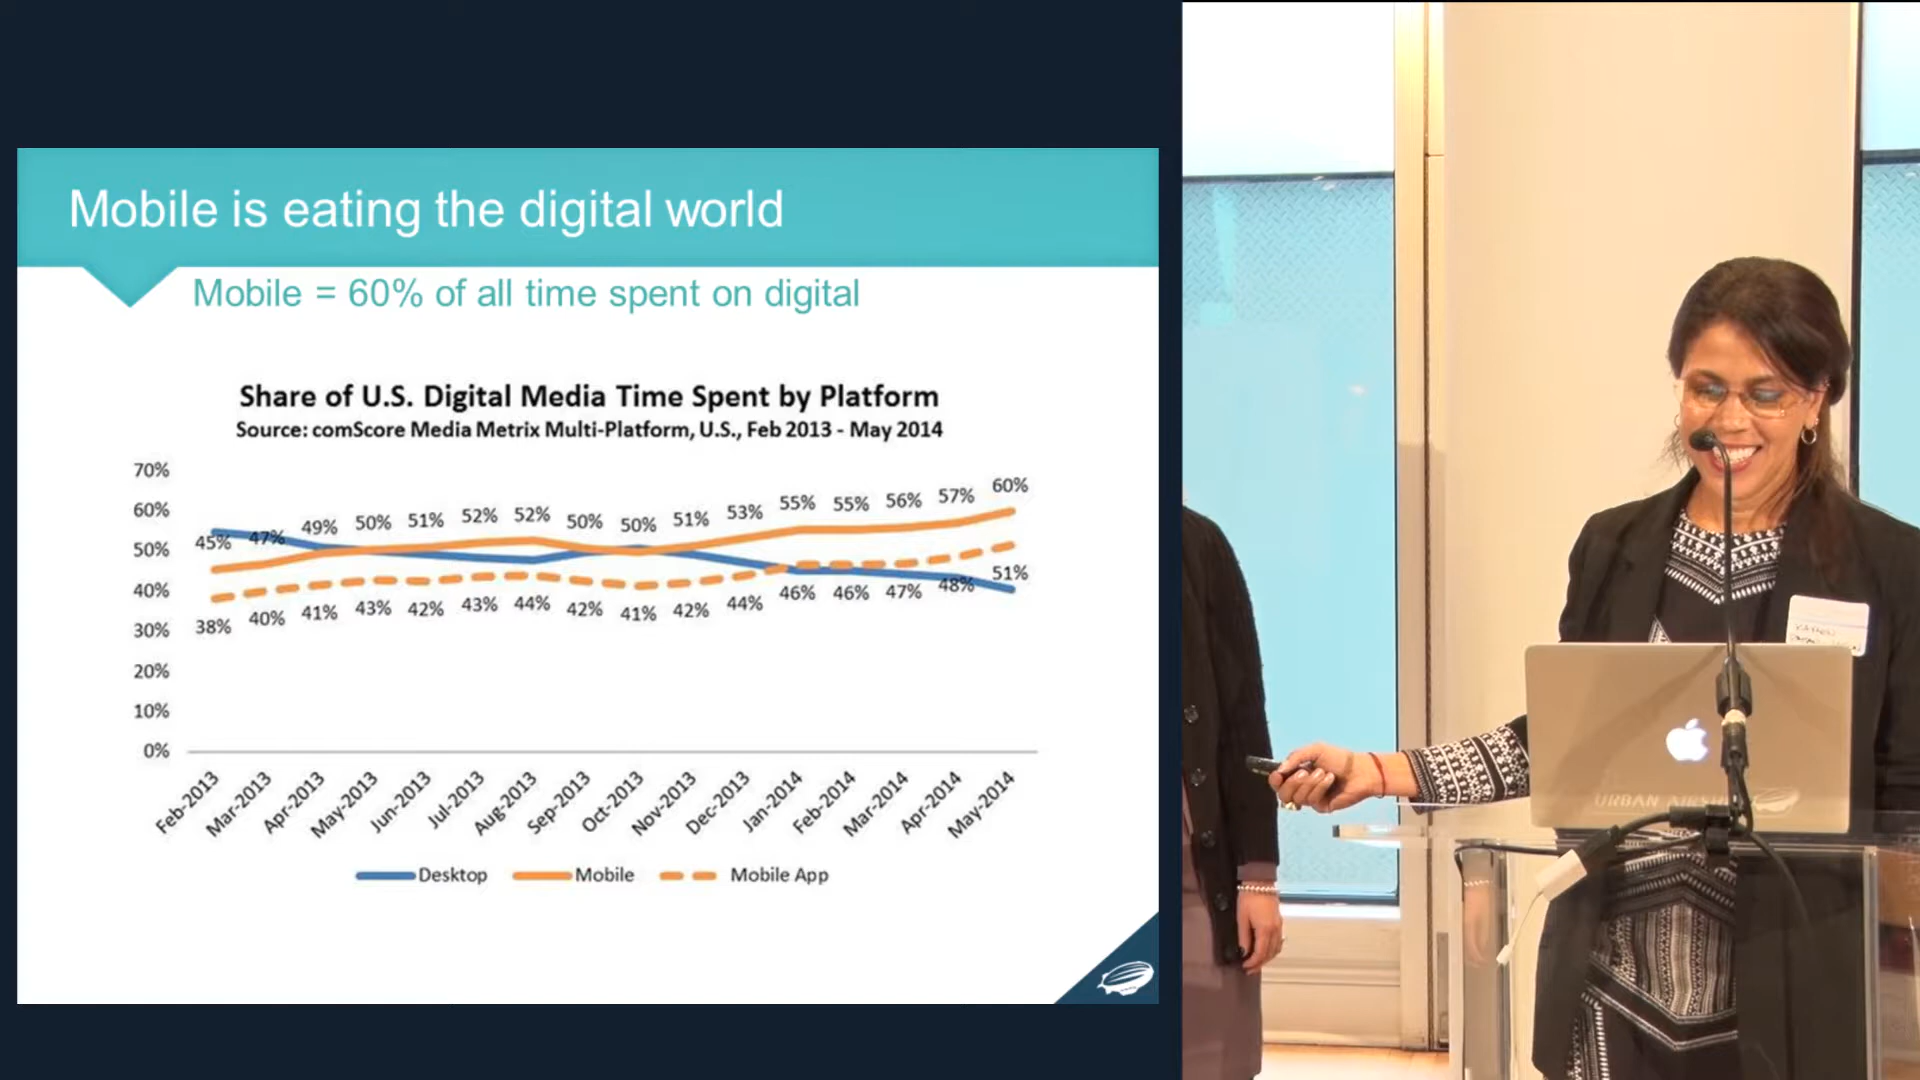 Mobile is eating the digital world
Mobile = 60% of all time spent on digital
Share of U.S. Digital Media Time Spent by Platform
Source: comScore Media Metrix Multi-Platform, U.S., Feb 2013 - May 2014
70%
60%
50%
40%
30%
20%
10%
0%
45% 47% 49% 50% 51% 52% 52% 50% 50% 51% 53% 55% 55% 56% 57% 60%
38% 40% 41% 43% 42% 43% 44% 42% 41% 42% 44% 46% 46% 47% 48% 51%
Feb-2013 Mar-2013 Apr-2013 May-2013 Jun-2013 Jul-2013 Aug-2013 Sep-2013 Oct-2013 Nov-2013 Dec-2013 Jan-2014 Feb-2014 Mar-2014 Apr-2014 May-2014
Desktop Mobile Mobile App
URBAN AIRSHIP